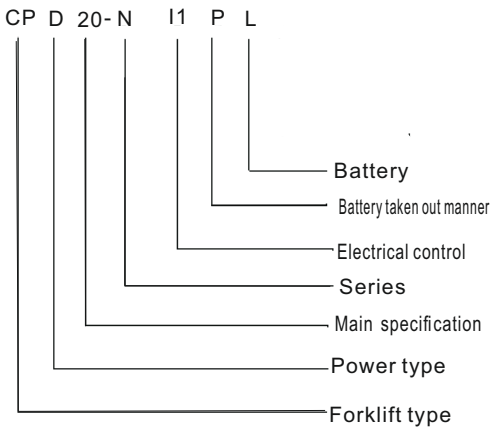 CP D 20-N I1 P L
Battery
Battery taken out manner
Electrical control
Series
Main specification
Power type
Forklift type